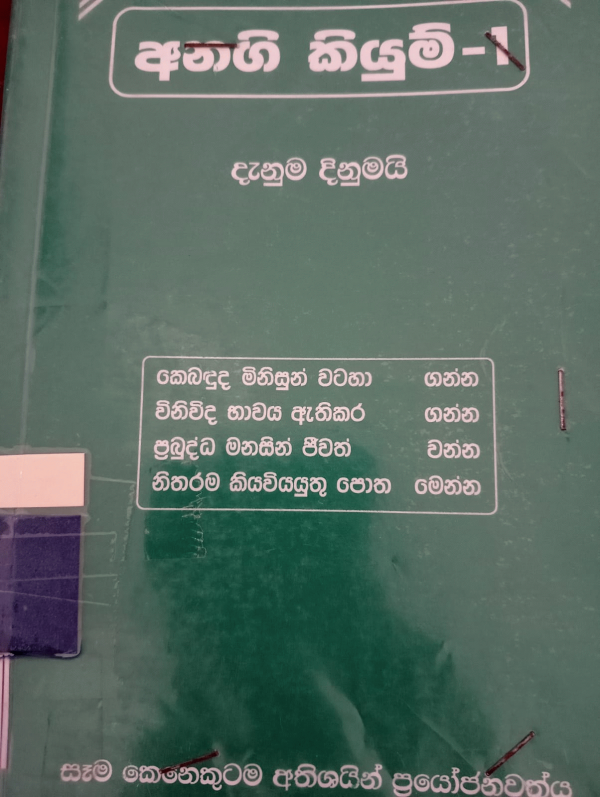 අනගි කියුම්-1
දැනුම දිනුමයි
කෙබඳුද මිනිසුන් වටහා ගන්න
විනිවිද භාවය ඇතිකර ගන්න
ප්‍රබුද්ධ මනසින් ජීවත් වන්න
නිතරම කියවියයුතු පොත මෙන්න
සෑම කෙනෙකුටම අතිශයින් ප්‍රයෝජනවත්ය